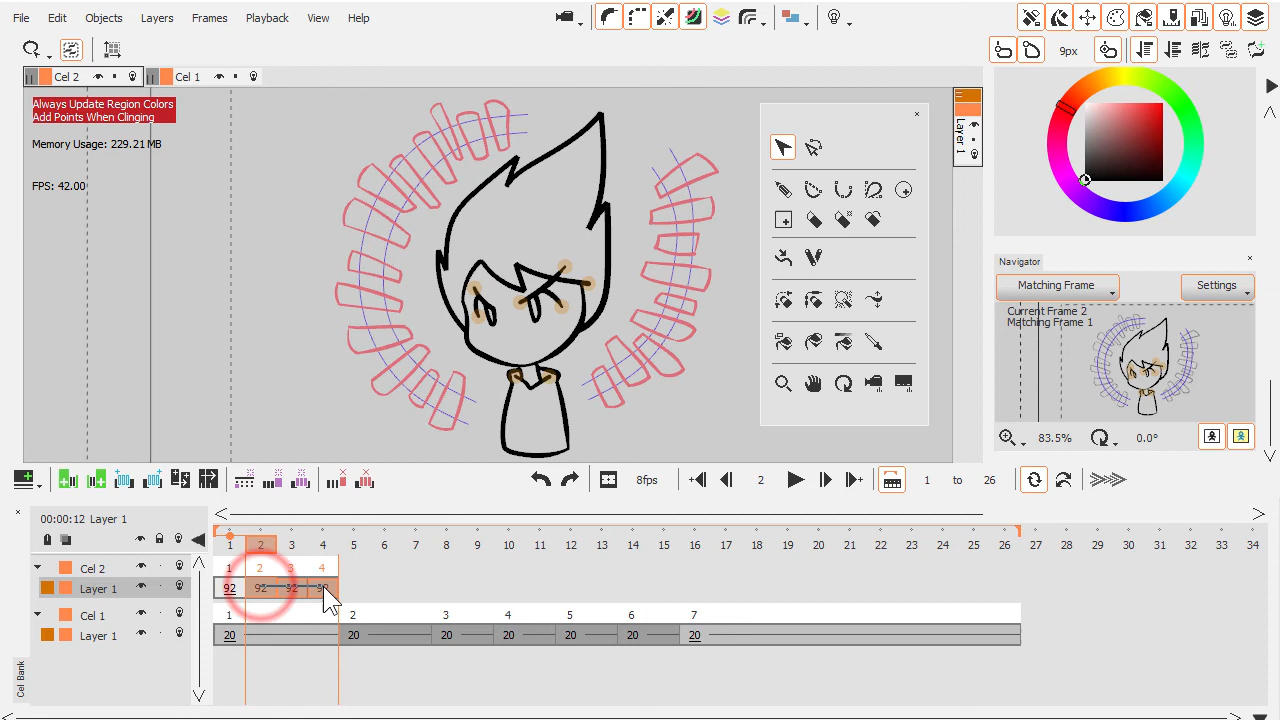 File Edit Objects Layers Frames Playback View Help
9px
Cel 2 Cel 1
Always Update Region Colors
Add Points When Clinging
Memory Usage: 229.21 MB
FPS: 42.00
Layer 1
Navigator
Matching Frame Settings
Current Frame 2
Matching Frame 1
83.5% 0.0°
8fps 2 1 to 26
00:00:12 Layer 1
1 2 3 4 5 6 7 8 9 10 11 12 13 14 15 16 17 18 19 20 21 22 23 24 25 26 27 28 29 30 31 32 33 34
Cel 2 1 2 3 4
Layer 1 92 92 92 92
Cel 1 1 2 3 4 5 6 7
Layer 1 20 20 20 20 20 20 20
Cel Bank